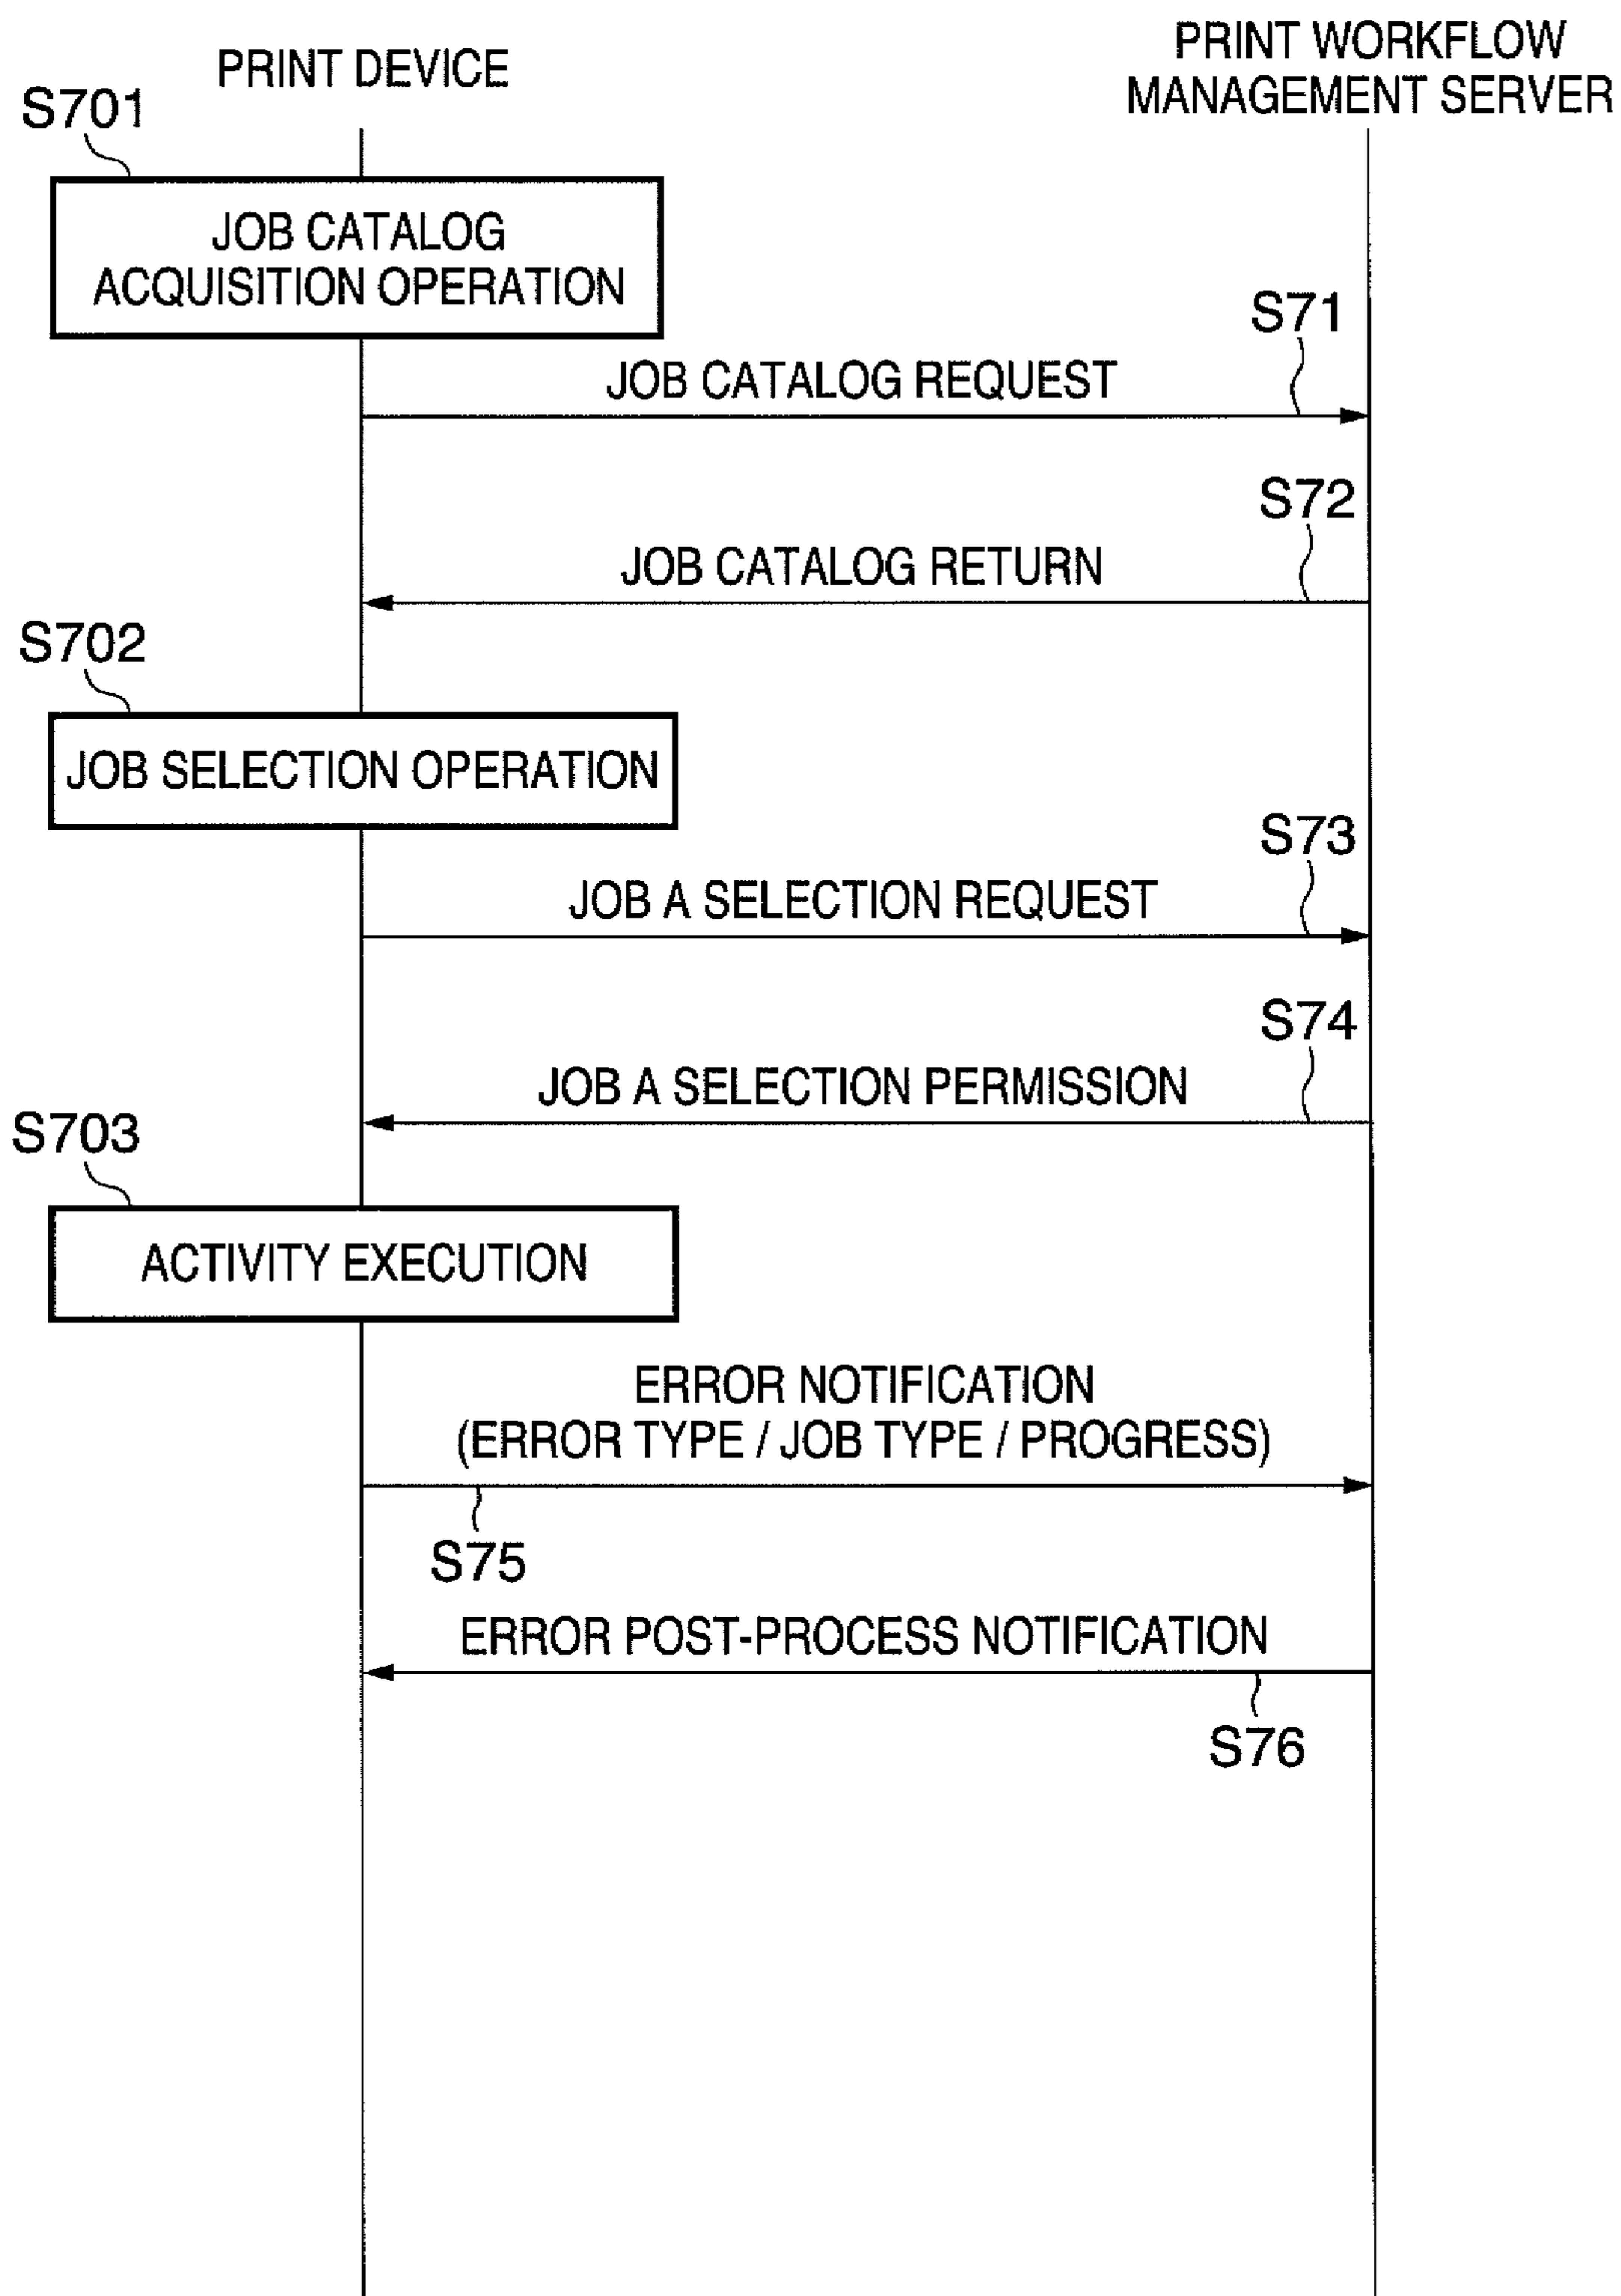 PRINT DEVICE
PRINT WORKFLOW
MANAGEMENT SERVER
S701
JOB CATALOG
ACQUISITION OPERATION
S71
JOB CATALOG REQUEST
S72
JOB CATALOG RETURN
S702
JOB SELECTION OPERATION
S73
JOB A SELECTION REQUEST
S74
JOB A SELECTION PERMISSION
S703
ACTIVITY EXECUTION
ERROR NOTIFICATION
(ERROR TYPE / JOB TYPE / PROGRESS)
S75
ERROR POST-PROCESS NOTIFICATION
S76